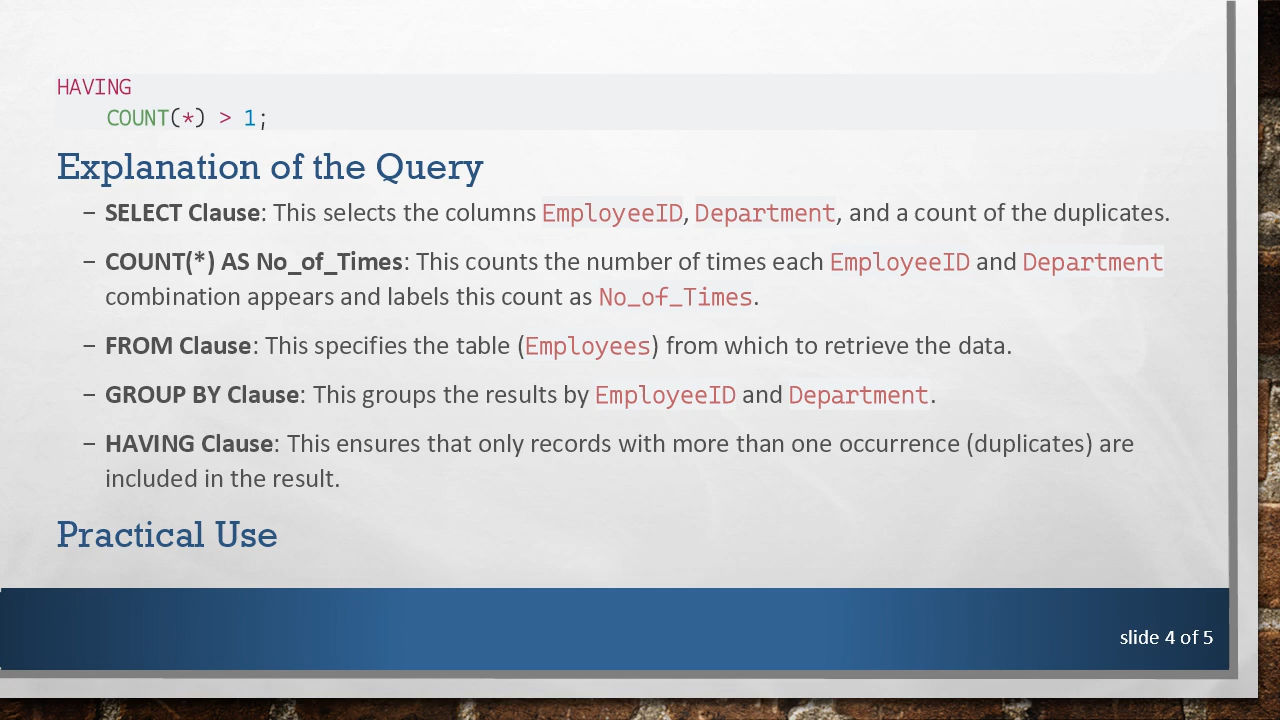 HAVING
COUNT(*) > 1;
Explanation of the Query
– SELECT Clause: This selects the columns EmployeeID, Department, and a count of the duplicates.
– COUNT(*) AS No_of_Times: This counts the number of times each EmployeeID and Department
combination appears and labels this count as No_of_Times.
– FROM Clause: This specifies the table (Employees) from which to retrieve the data.
– GROUP BY Clause: This groups the results by EmployeeID and Department.
– HAVING Clause: This ensures that only records with more than one occurrence (duplicates) are
included in the result.
Practical Use
slide 4 of 5